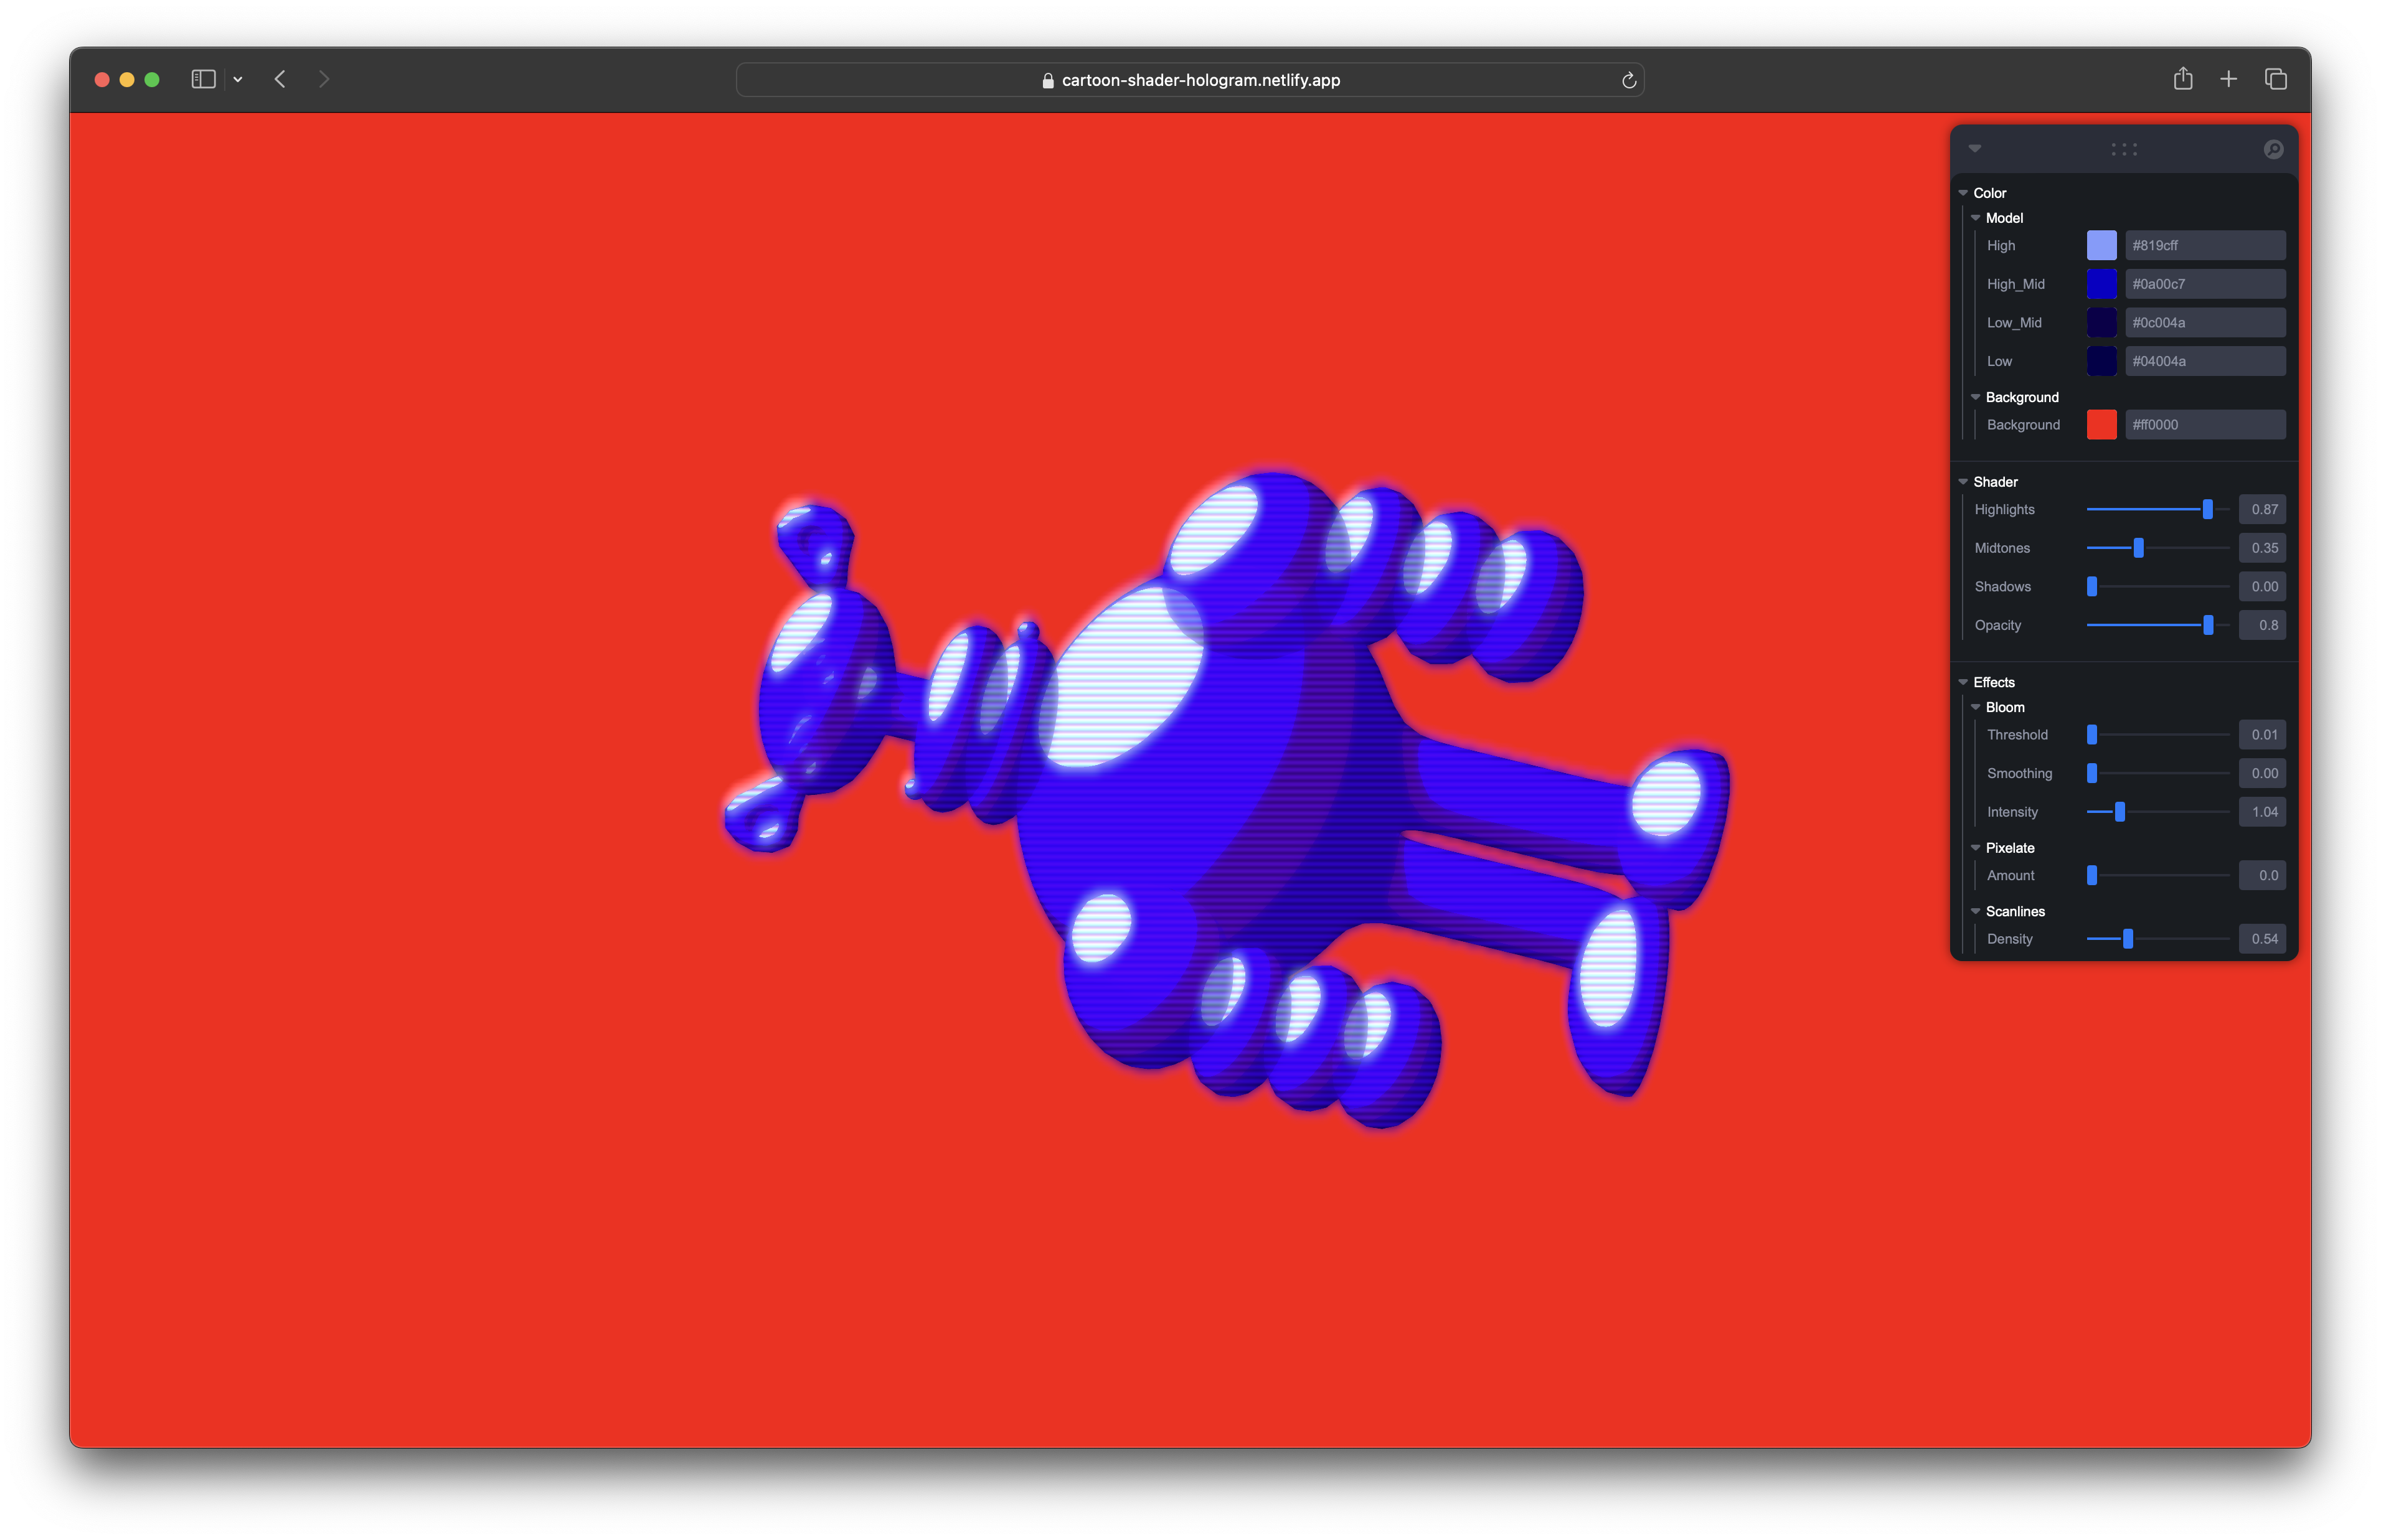 cartoon-shader-hologram.netlify.app
Color
Model
High #819cff
High_Mid #0a00c7
Low_Mid #0c004a
Low #04004a
Background
Background #ff0000
Shader
Highlights 0.87
Midtones 0.35
Shadows 0.00
Opacity 0.8
Effects
Bloom
Threshold 0.01
Smoothing 0.00
Intensity 1.04
Pixelate
Amount 0.0
Scanlines
Density 0.54